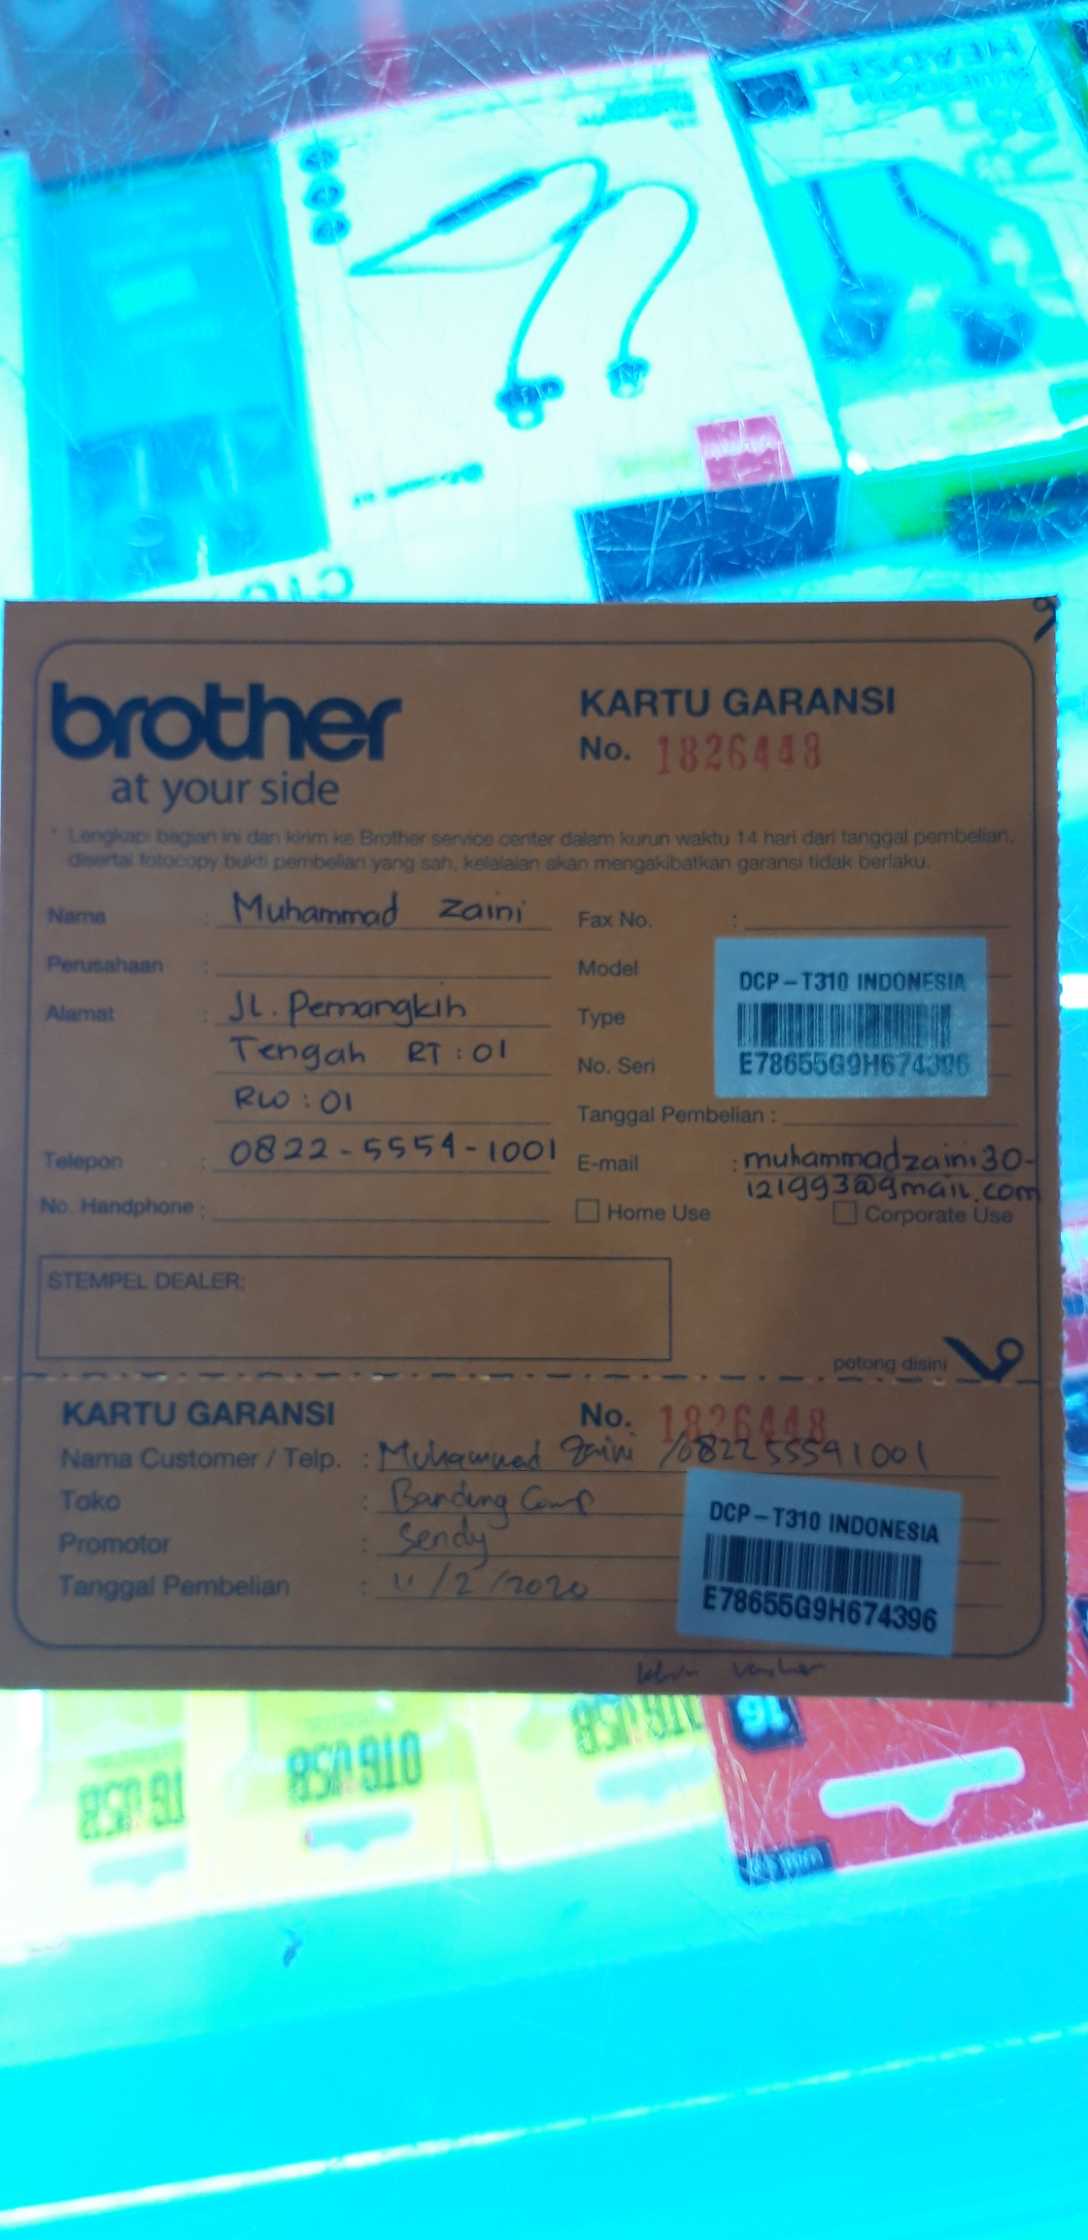 brother
at your side
KARTU GARANSI
No. 1826448
* Lengkapi bagian ini dan kirim ke Brother service center dalam kurun waktu 14 hari dari tanggal pembelian,
disertai fotocopy bukti pembelian yang sah, kelalaian akan mengakibatkan garansi tidak berlaku.
Nama : Muhammad Zaini
Fax No. :
Perusahaan :
Model
DCP-T310 INDONESIA
Alamat : JL. Pemangkih
Type
Tengah RT : 01
No. Seri
E78655G9H674396
RW : 01
Tanggal Pembelian :
Telepon : 0822-5554-1001
E-mail : muhammadzaini30-
121993@gmail.com
No. Handphone :
Home Use
Corporate Use
STEMPEL DEALER:
potong disini
KARTU GARANSI
No. 1826448
Nama Customer / Telp. : Muhammad Zaini /082255541001
Toko : Bandung Comp
Promotor : Sendy
DCP-T310 INDONESIA
Tanggal Pembelian : 11/2/2020
E78655G9H674396
OTG USB